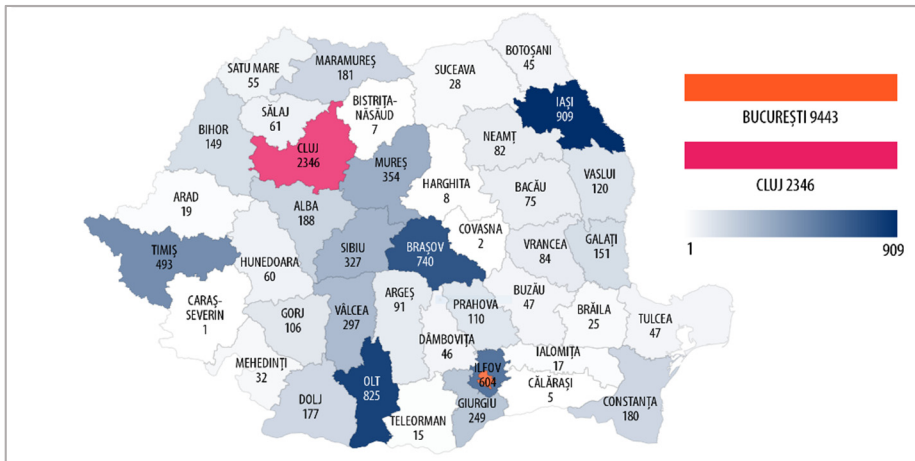 BOTOȘANI
45
MARAMUREȘ
181
SATU MARE
55
SUCEAVA
28
IAȘI
909
BISTRIȚA-
NĂSĂUD
7
SĂLAJ
61
BIHOR
149
CLUJ
2346
NEAMȚ
82
MUREȘ
354
HARGHITA
8
BACĂU
75
VASLUI
120
ARAD
19
ALBA
188
COVASNA
2
TIMIȘ
493
HUNEDOARA
60
SIBIU
327
BRAȘOV
740
VRANCEA
84
GALAȚI
151
CARAȘ-
SEVERIN
1
GORJ
106
VÂLCEA
297
ARGEȘ
91
PRAHOVA
110
BUZĂU
47
BRĂILA
25
TULCEA
47
MEHEDINȚI
32
DÂMBOVIȚA
46
ILFOV
604
IALOMIȚA
17
CĂLĂRAȘI
5
DOLJ
177
OLT
825
TELEORMAN
15
GIURGIU
249
CONSTANȚA
180
BUCUREȘTI 9443
CLUJ 2346
1 909